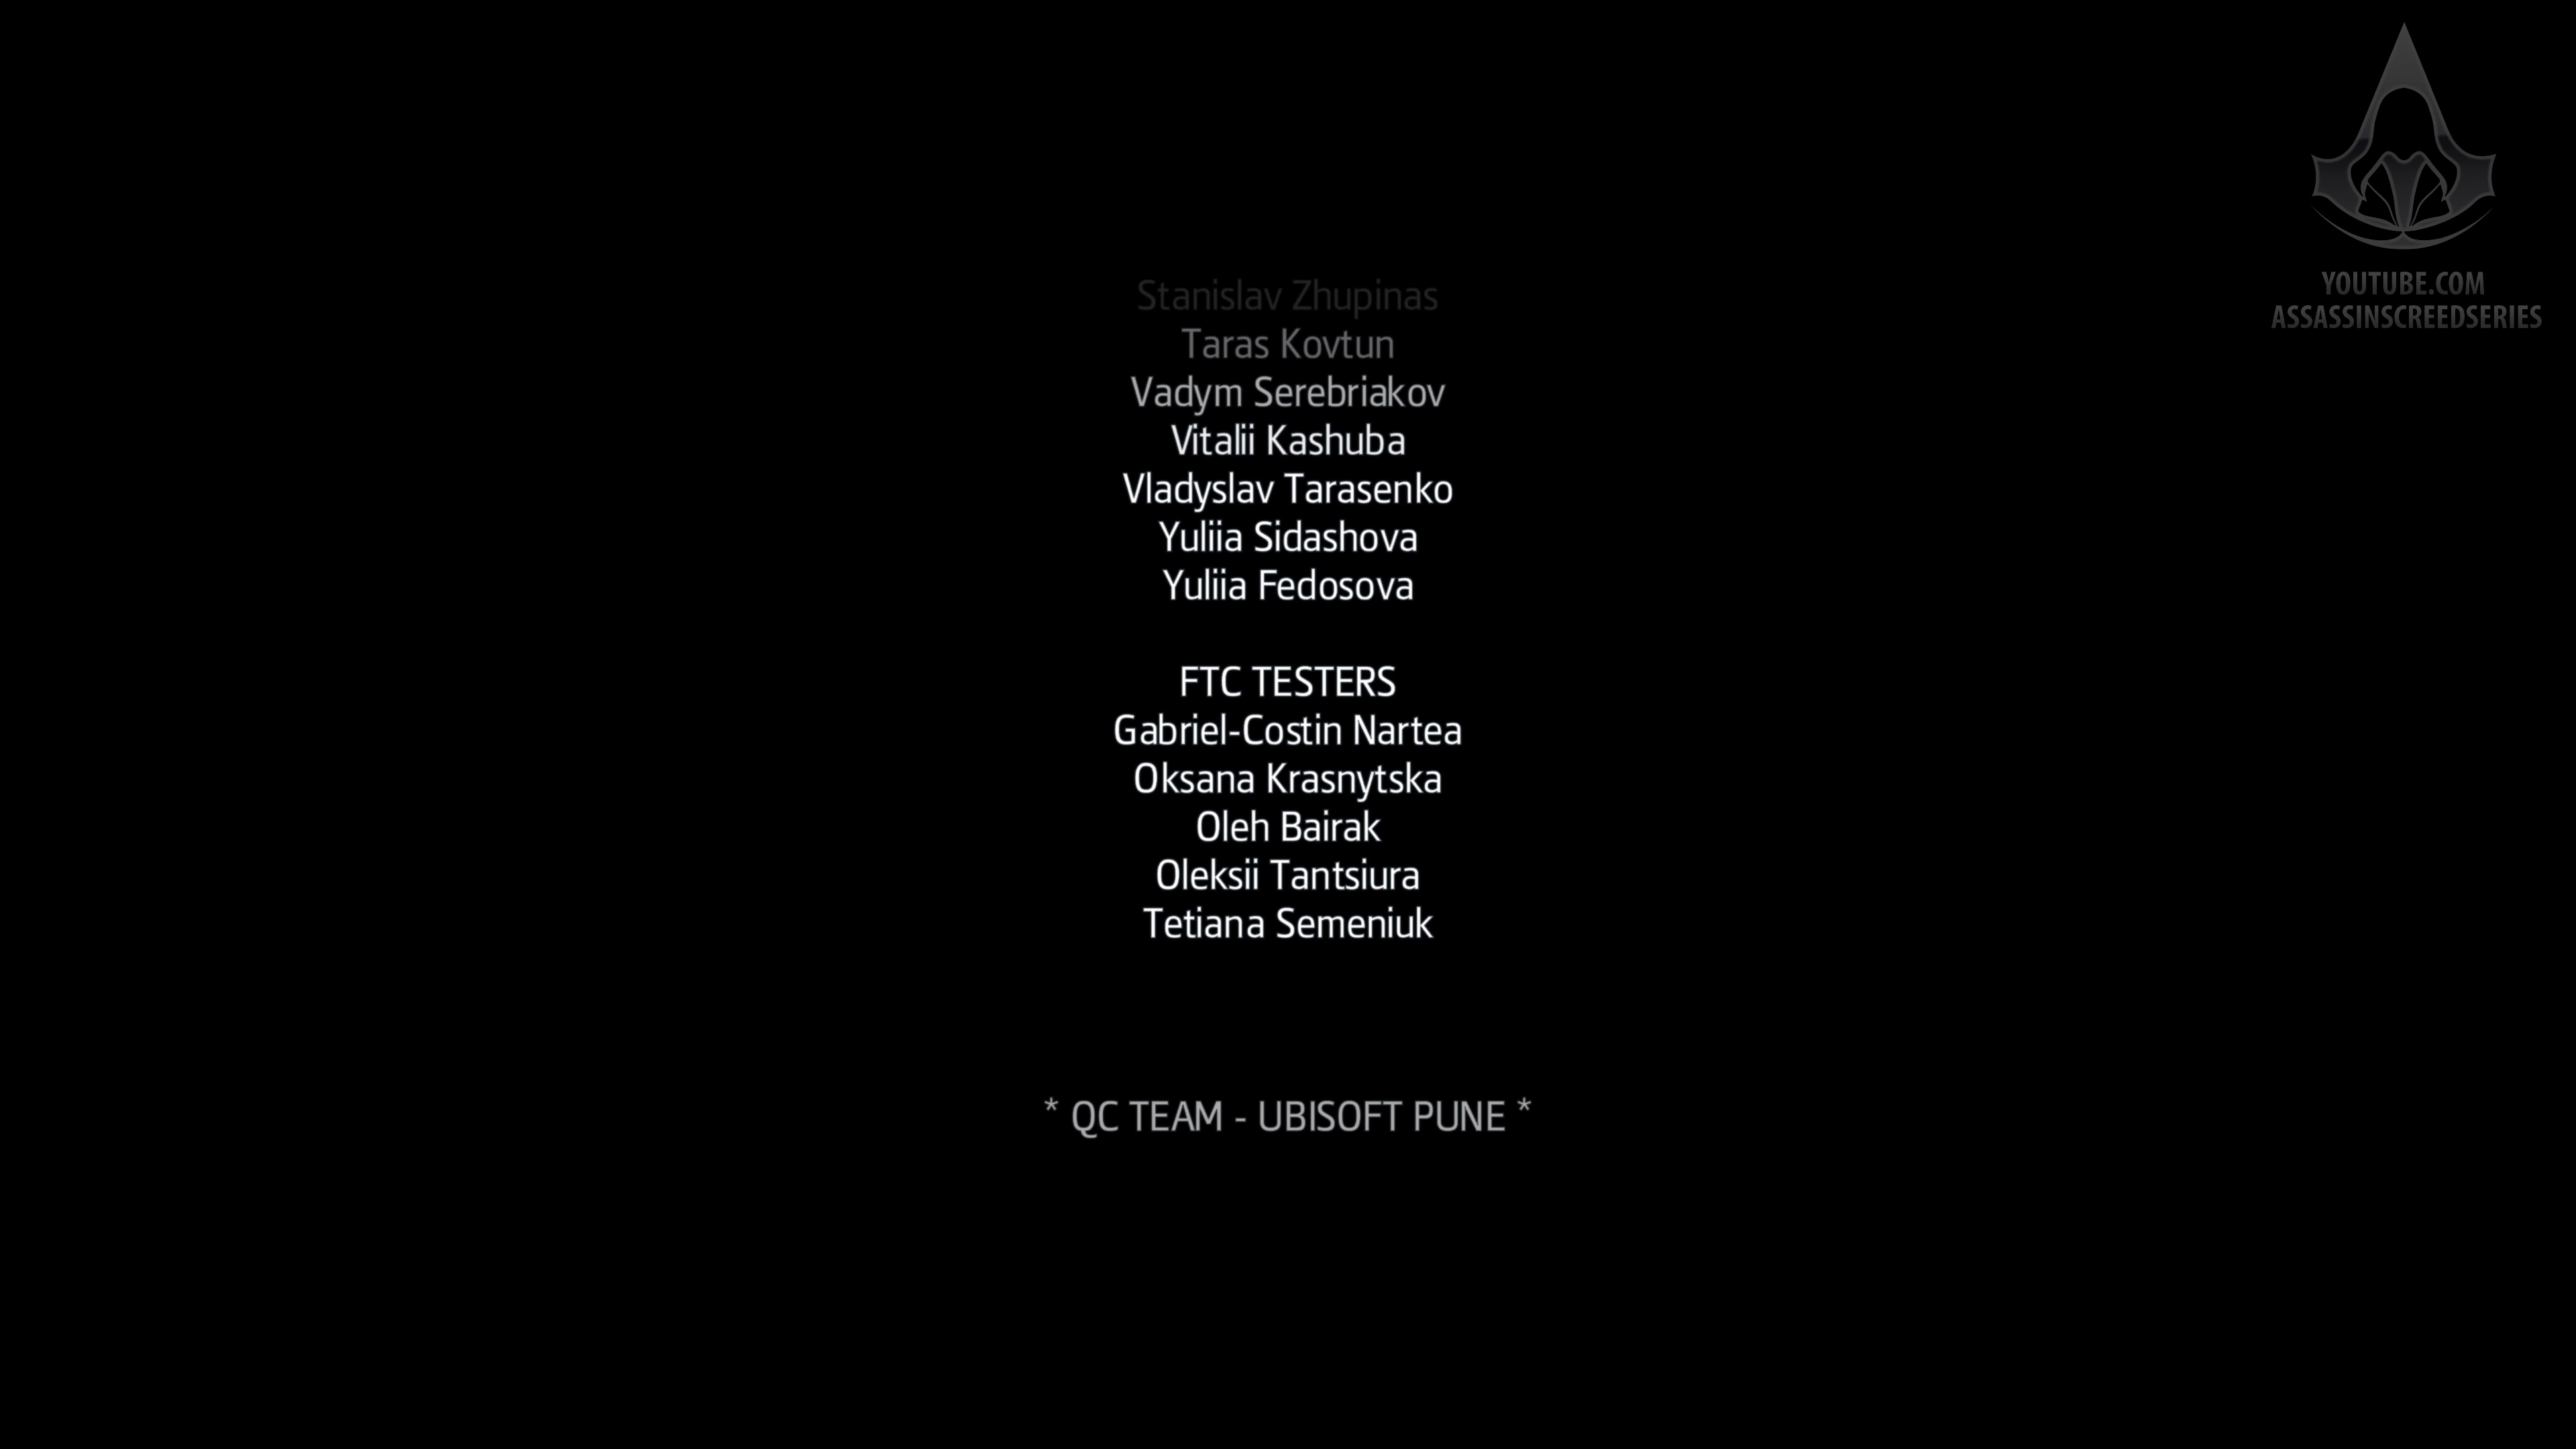 Stanislav Zhupinas
Taras Kovtun
Vadym Serebriakov
Vitalii Kashuba
Vladyslav Tarasenko
Yuliia Sidashova
Yuliia Fedosova
FTC TESTERS
Gabriel-Costin Nartea
Oksana Krasnytska
Oleh Bairak
Oleksii Tantsiura
Tetiana Semeniuk
* QC TEAM - UBISOFT PUNE *
YOUTUBE.COM
ASSASSINSCREEDSERIES